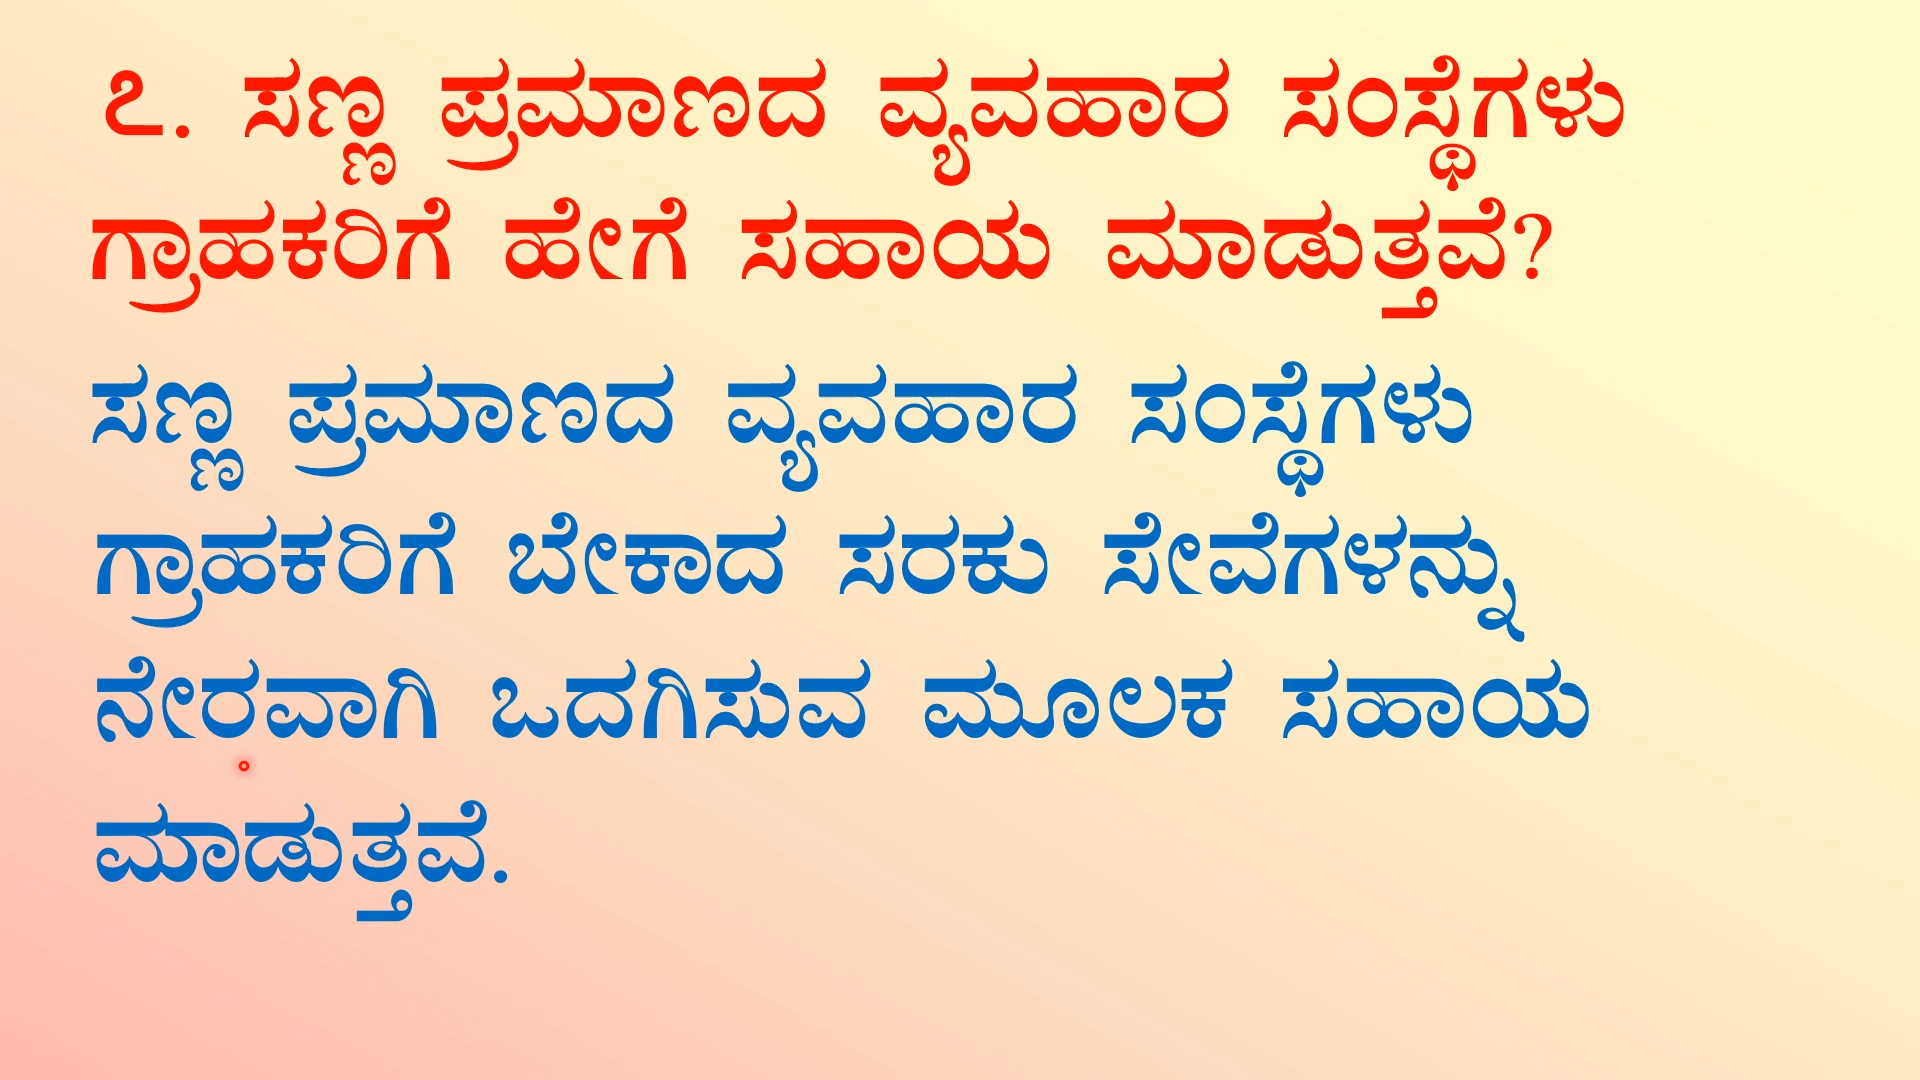 ೭. ಸಣ್ಣ ಪ್ರಮಾಣದ ವ್ಯವಹಾರ ಸಂಸ್ಥೆಗಳು
ಗ್ರಾಹಕರಿಗೆ ಹೇಗೆ ಸಹಾಯ ಮಾಡುತ್ತವೆ?
ಸಣ್ಣ ಪ್ರಮಾಣದ ವ್ಯವಹಾರ ಸಂಸ್ಥೆಗಳು
ಗ್ರಾಹಕರಿಗೆ ಬೇಕಾದ ಸರಕು ಸೇವೆಗಳನ್ನು
ನೇರವಾಗಿ ಒದಗಿಸುವ ಮೂಲಕ ಸಹಾಯ
ಮಾಡುತ್ತವೆ.